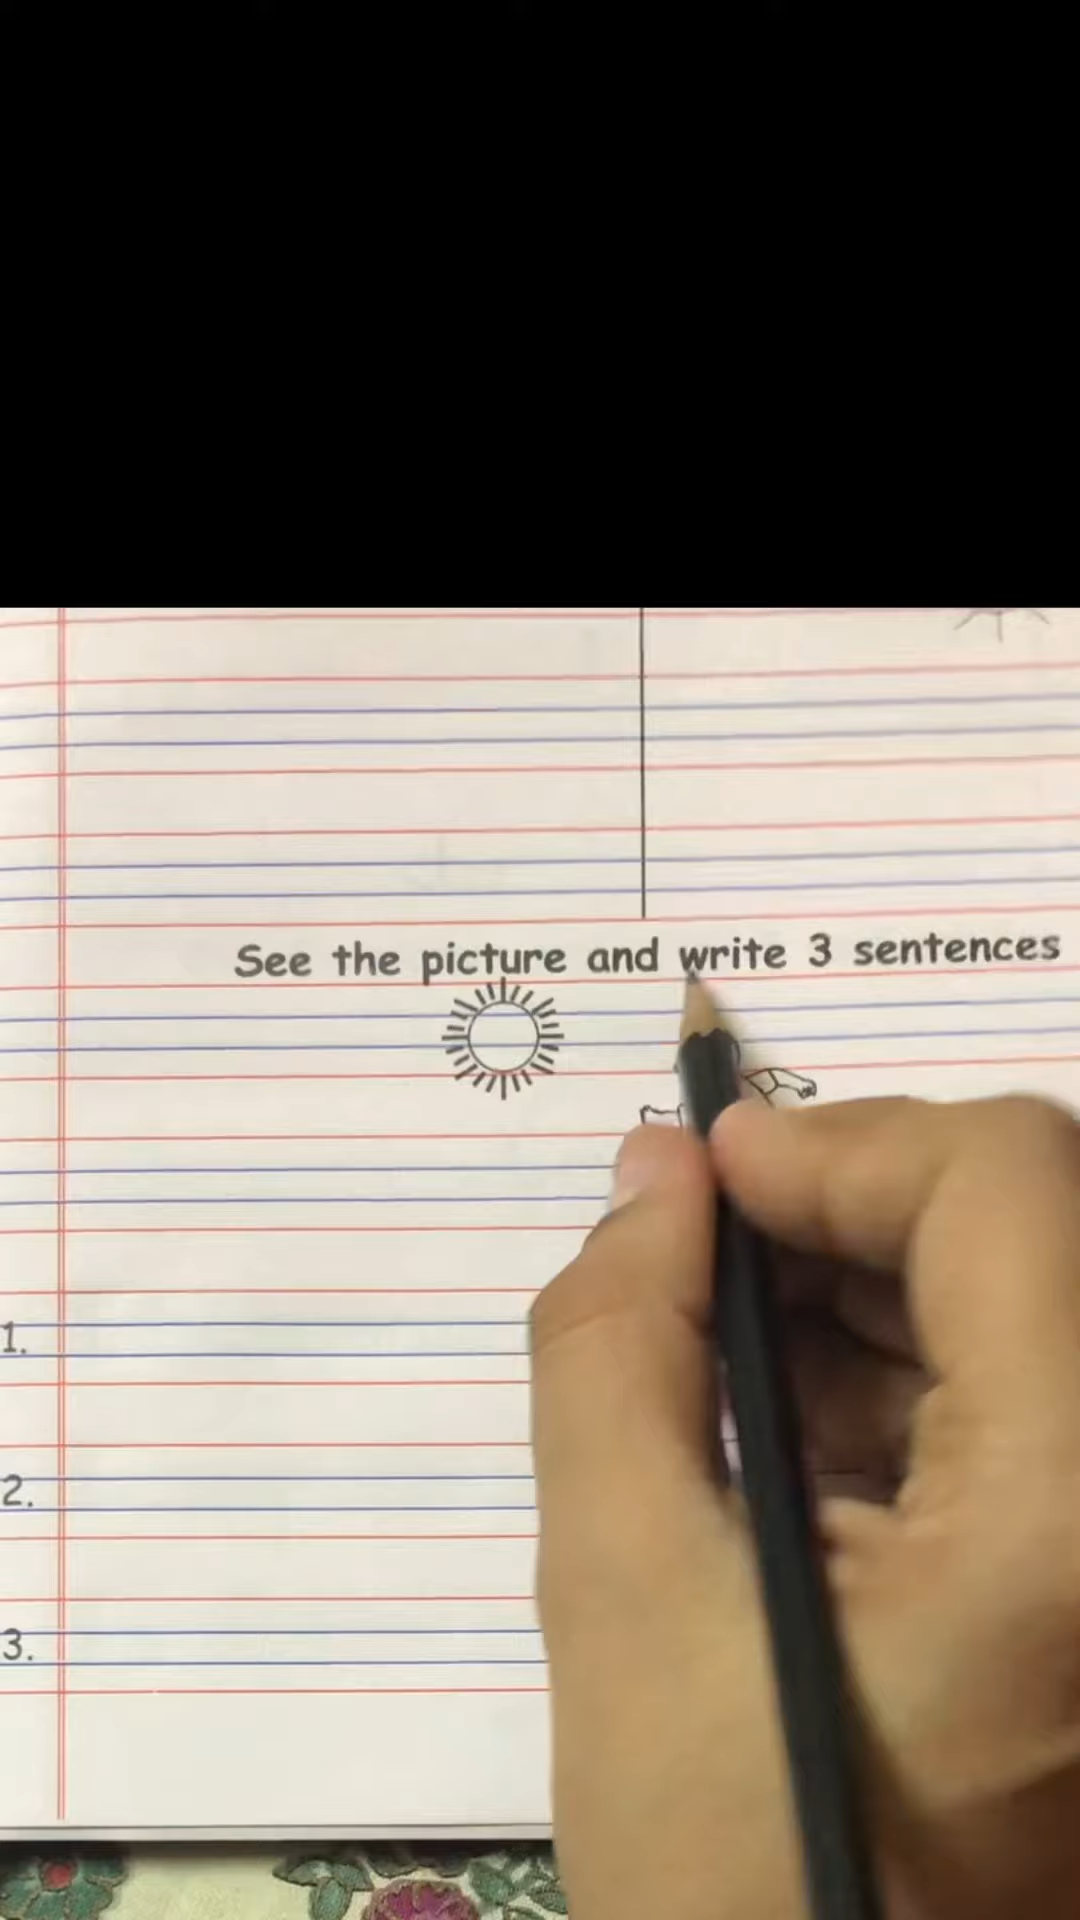 See the picture and write 3 sentences
1.
2.
3.